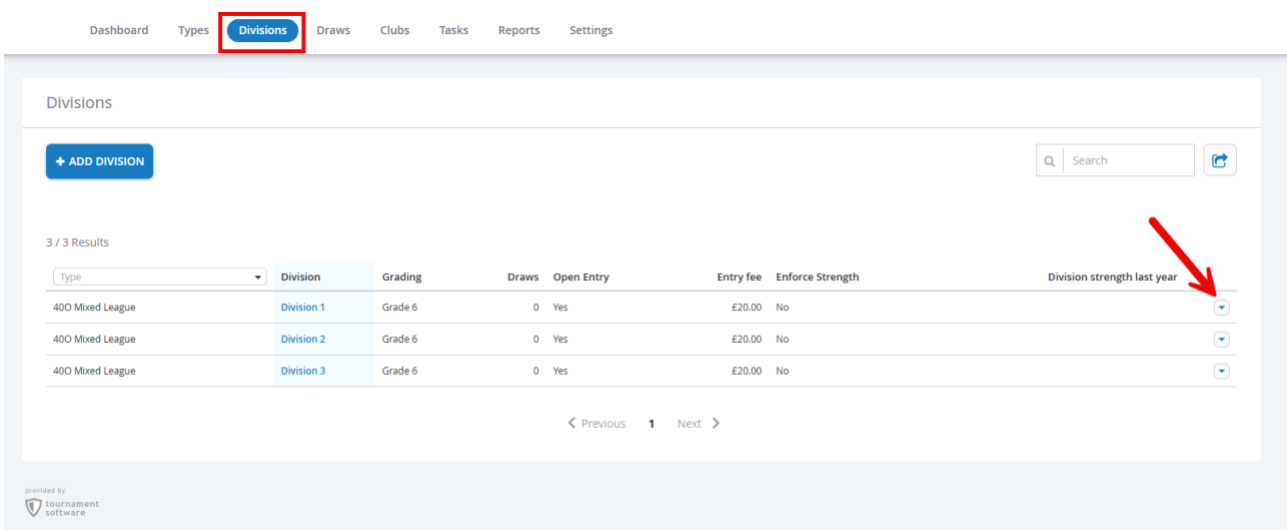 Dashboard Types Divisions Draws Clubs Tasks Reports Settings
Divisions
+ ADD DIVISION
Search
3 / 3 Results
Type Division Grading Draws Open Entry Entry fee Enforce Strength Division strength last year
40O Mixed League Division 1 Grade 6 0 Yes £20.00 No
40O Mixed League Division 2 Grade 6 0 Yes £20.00 No
40O Mixed League Division 3 Grade 6 0 Yes £20.00 No
Previous 1 Next
provided by
tournament
software